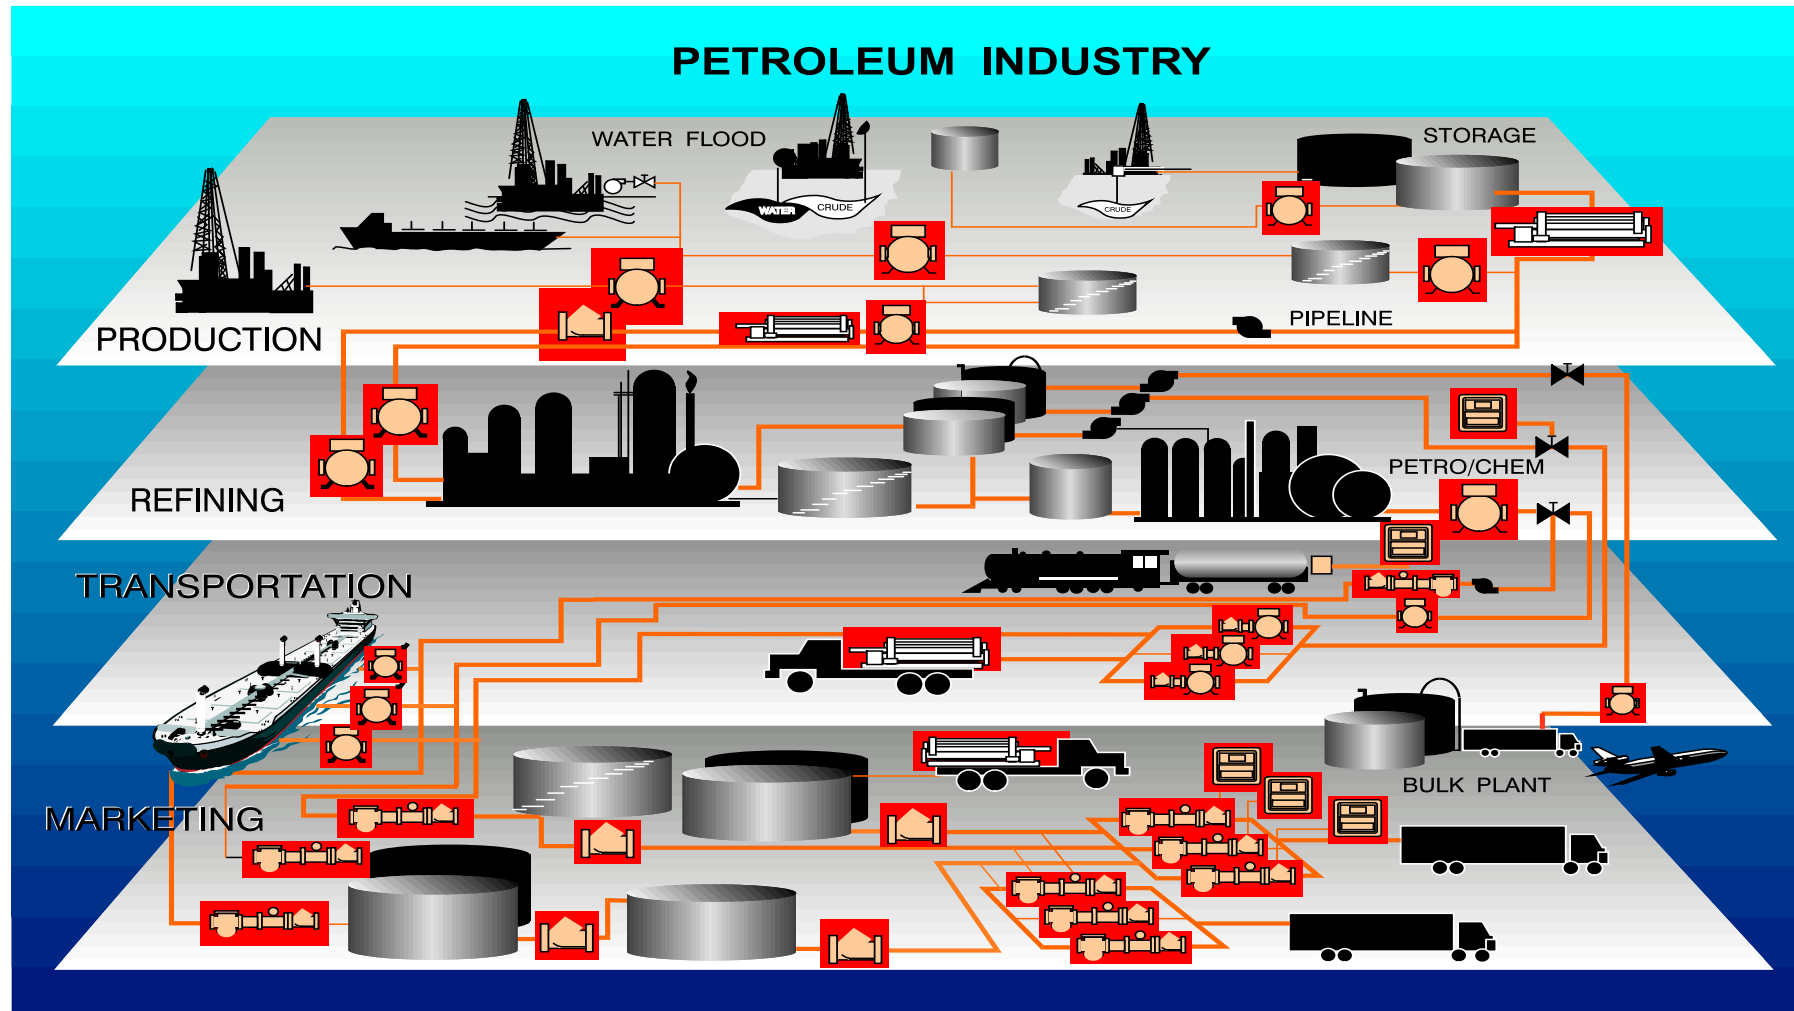 PETROLEUM INDUSTRY
WATER FLOOD
STORAGE
WATER
CRUDE
CRUDE
PRODUCTION
PIPELINE
PETRO/CHEM
REFINING
TRANSPORTATION
BULK PLANT
MARKETING